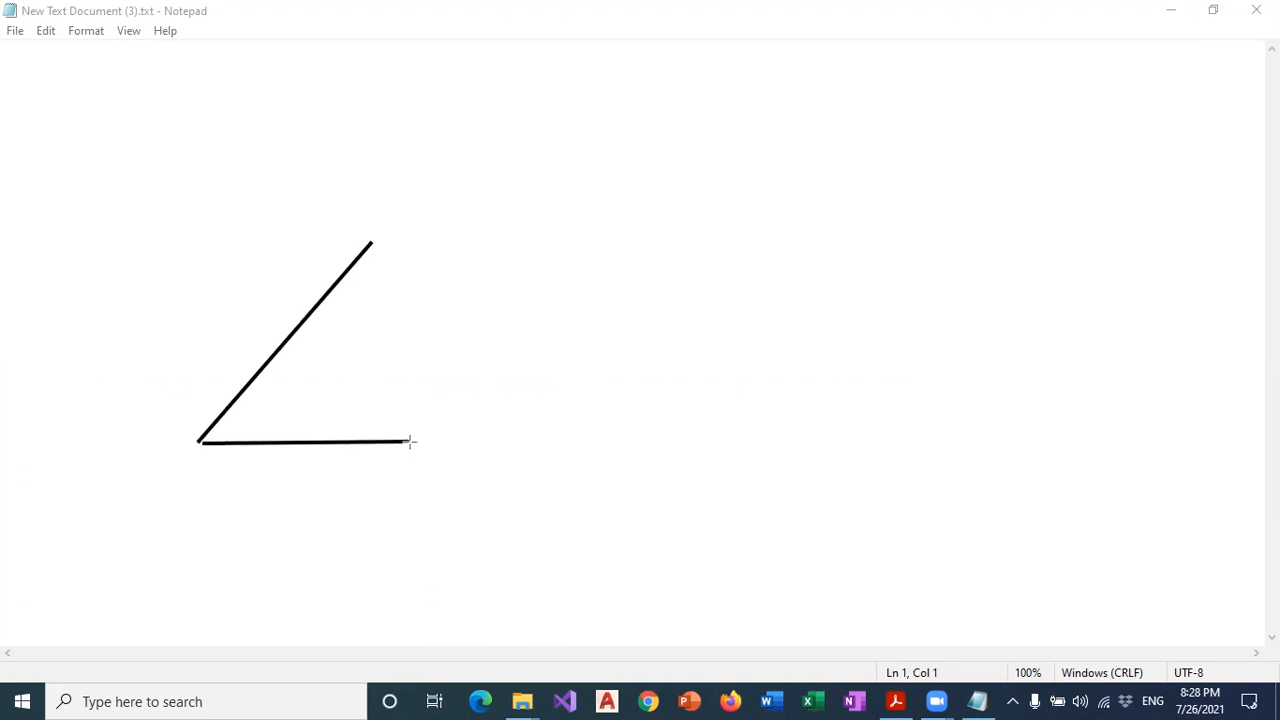 New Text Document (3).txt - Notepad
File Edit Format View Help
Ln 1, Col 1 100% Windows (CRLF) UTF-8
Type here to search ENG 8:28 PM
7/26/2021